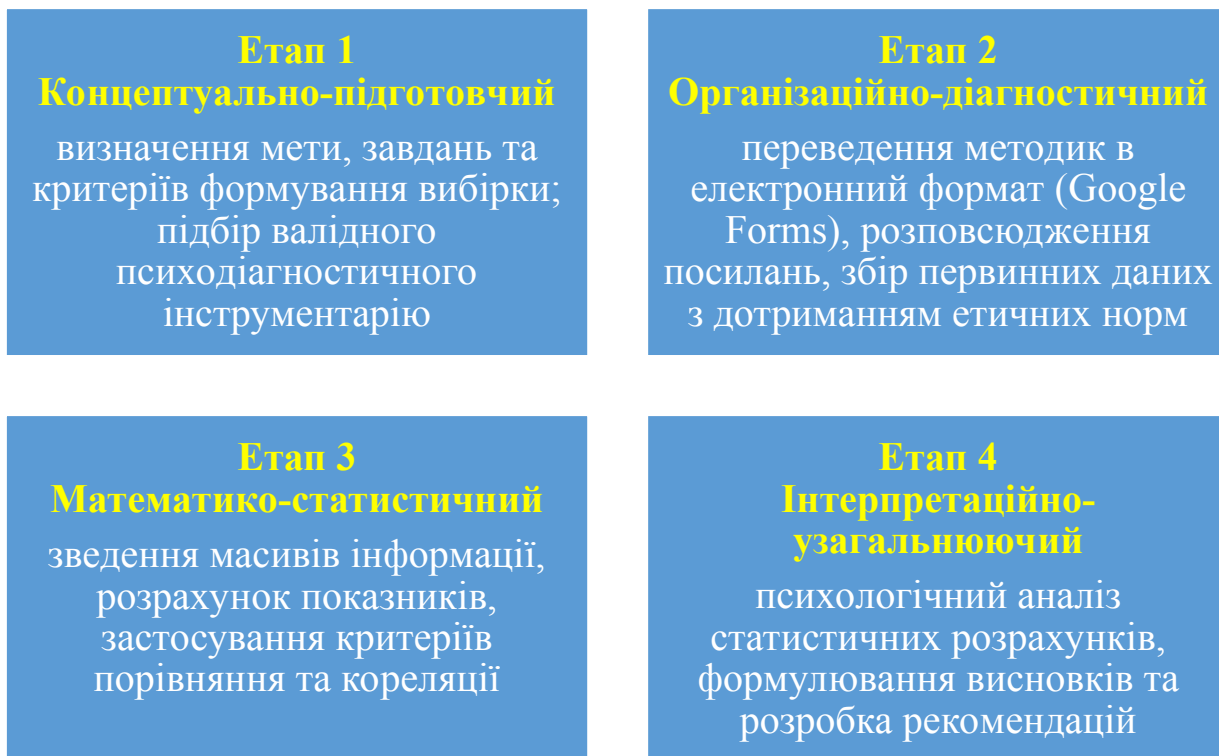 Етап 1
Концептуально-підготовчий
визначення мети, завдань та
критеріїв формування вибірки;
підбір валідного
психодіагностичного
інструментарію
Етап 2
Організаційно-діагностичний
переведення методик в
електронний формат (Google
Forms), розповсюдження
посилань, збір первинних даних
з дотриманням етичних норм
Етап 3
Математико-статистичний
зведення масивів інформації,
розрахунок показників,
застосування критеріїв
порівняння та кореляції
Етап 4
Інтерпретаційно-
узагальнюючий
психологічний аналіз
статистичних розрахунків,
формулювання висновків та
розробка рекомендацій